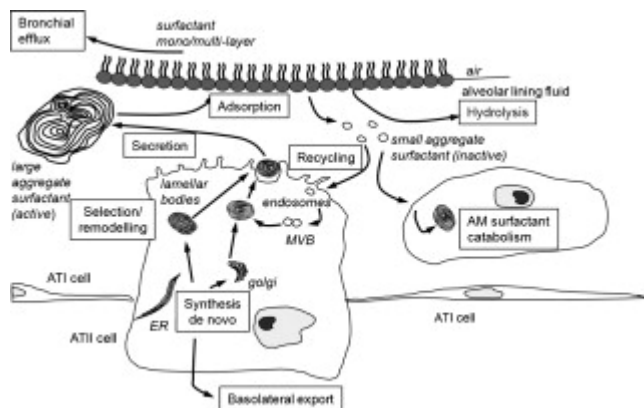 Bronchial
efflux
surfactant
mono/multi-layer
air
alveolar lining fluid
Adsorption
Hydrolysis
Secretion
Recycling
small aggregate
surfactant (inactive)
large
aggregate
surfactant
(active)
lamellar
bodies
endosomes
Selection/
remodelling
MVB
AM surfactant
catabolism
golgi
ATI cell
Synthesis
de novo
ER
ATI cell
ATII cell
Basolateral export